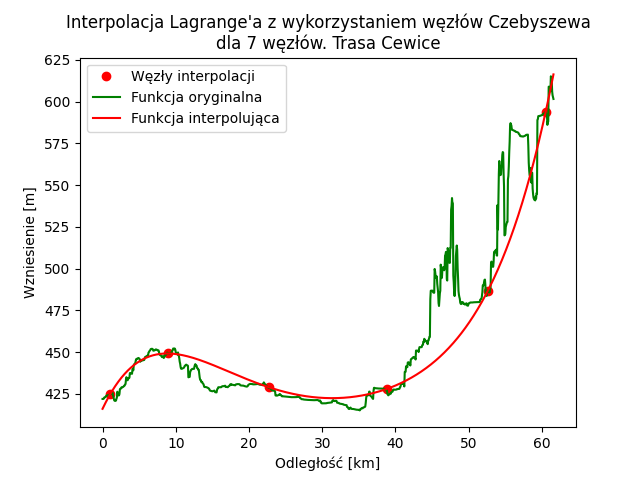 Interpolacja Lagrange'a z wykorzystaniem węzłów Czebyszewa
dla 7 węzłów. Trasa Cewice
Węzły interpolacji
Funkcja oryginalna
Funkcja interpolująca
Wzniesienie [m]
625
600
575
550
525
500
475
450
425
0 10 20 30 40 50 60
Odległość [km]